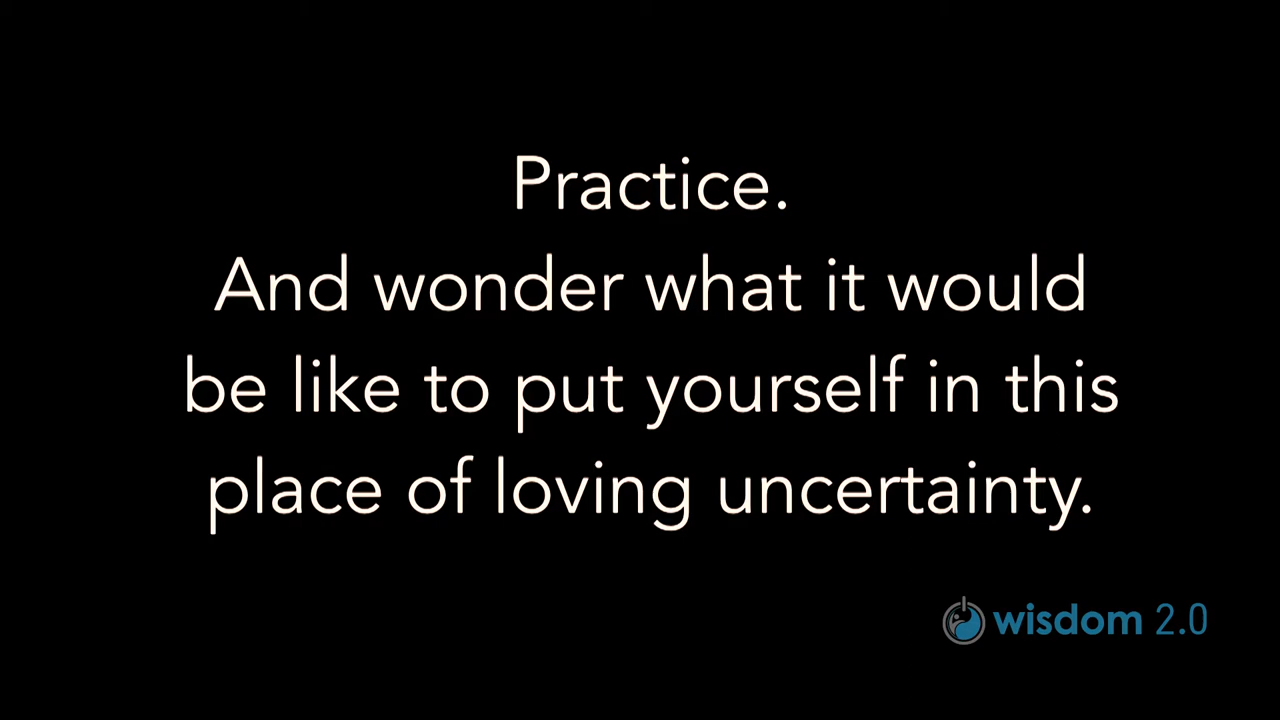 Practice.
And wonder what it would
be like to put yourself in this
place of loving uncertainty.
wisdom 2.0